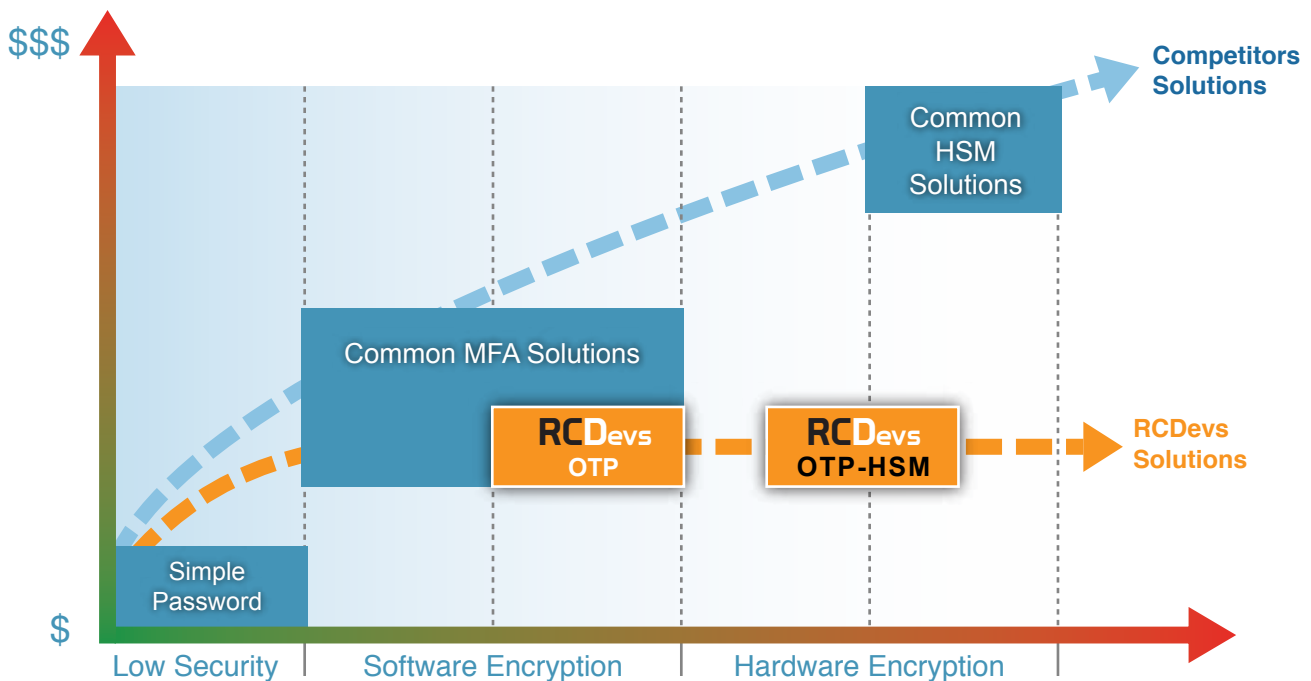 $$$
Competitors
Solutions
Common
HSM
Solutions
Common MFA Solutions
RCDevs
OTP
RCDevs
OTP-HSM
RCDevs
Solutions
Simple
Password
$
Low Security
Software Encryption
Hardware Encryption